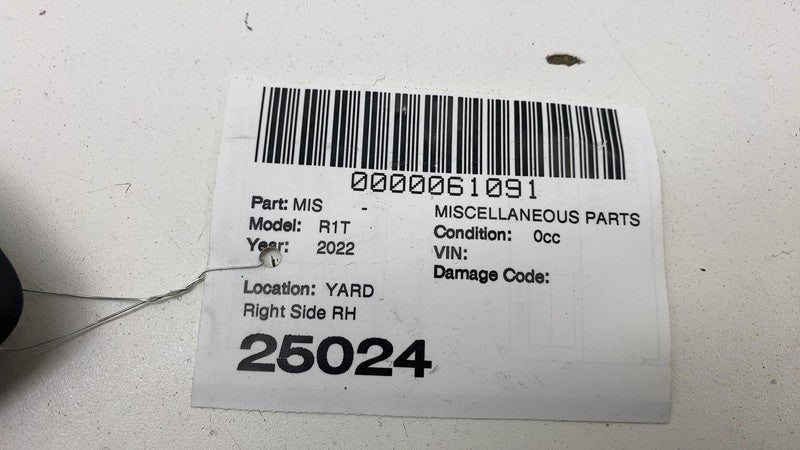 0000061091
Part: MIS - MISCELLANEOUS PARTS
Model: R1T Condition: 0cc
Year: 2022 VIN:
Damage Code:
Location: YARD
Right Side RH
25024